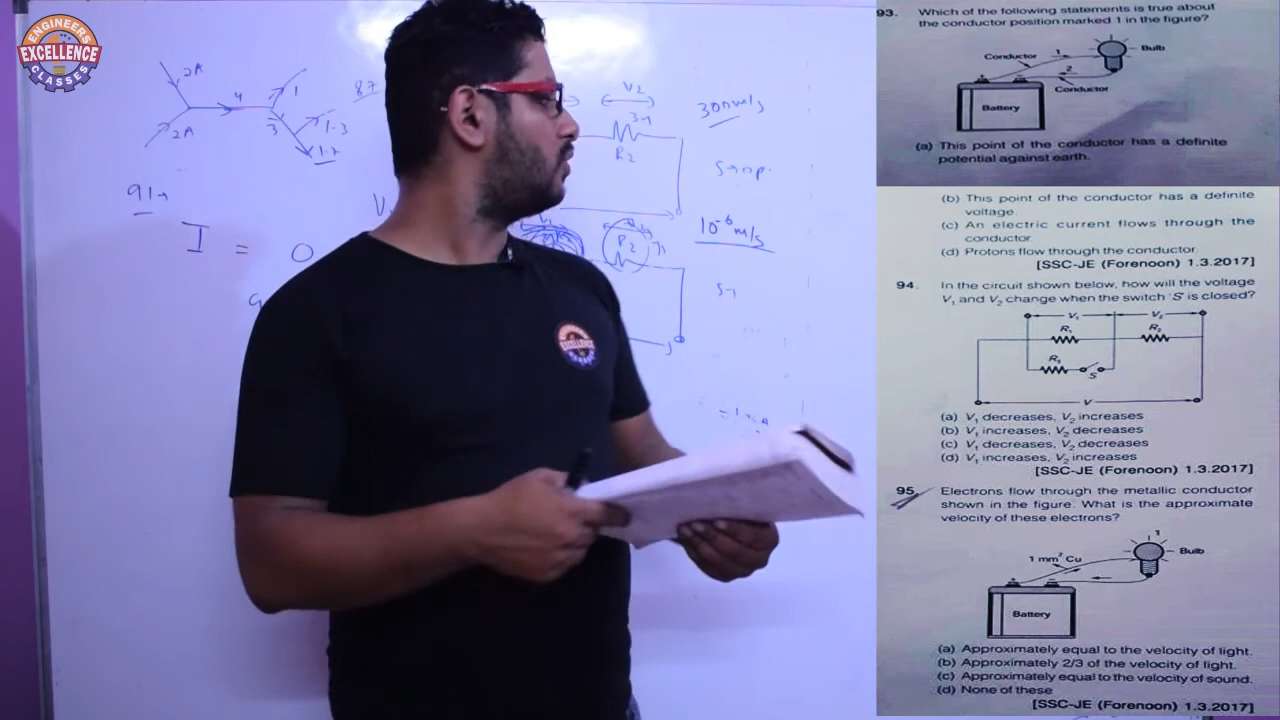 ENGINEERS
EXCELLENCE
CLASSES
2A
4
1
87
2A
3
1.3
1.7
V2
3Ω
R2
300 m/s
91
I = 0
R2
10⁻⁶ m/s
EXCELLENCE
93. Which of the following statements is true about
the conductor position marked 1 in the figure?
Conductor 1 Bulb
2
Conductor
Battery
(a) This point of the conductor has a definite
potential against earth.
(b) This point of the conductor has a definite
voltage
(c) An electric current flows through the
conductor
(d) Protons flow through the conductor.
[SSC-JE (Forenoon) 1.3.2017]
94. In the circuit shown below, how will the voltage
V₁ and V₂ change when the switch 'S' is closed?
V₁ V₂
R₁ R₂
R₃
S
V
(a) V₁ decreases, V₂ increases
(b) V₁ increases, V₂ decreases
(c) V₁ decreases, V₂ decreases
(d) V₁ increases, V₂ increases
[SSC-JE (Forenoon) 1.3.2017]
95. Electrons flow through the metallic conductor
shown in the figure. What is the approximate
velocity of these electrons?
1
1 mm² Cu Bulb
Battery
(a) Approximately equal to the velocity of light.
(b) Approximately 2/3 of the velocity of light.
(c) Approximately equal to the velocity of sound.
(d) None of these
[SSC-JE (Forenoon) 1.3.2017]